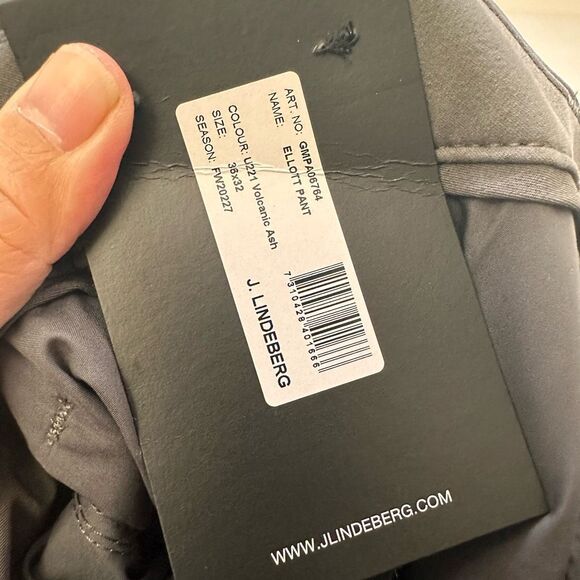 ART. NO: GMPA06764
NAME: ELLOTT PANT
COLOUR: U221 Volcanic Ash
SIZE: 36x32
SEASON: FW20227
J. LINDEBERG
7 310428 401666
WWW.JLINDEBERG.COM